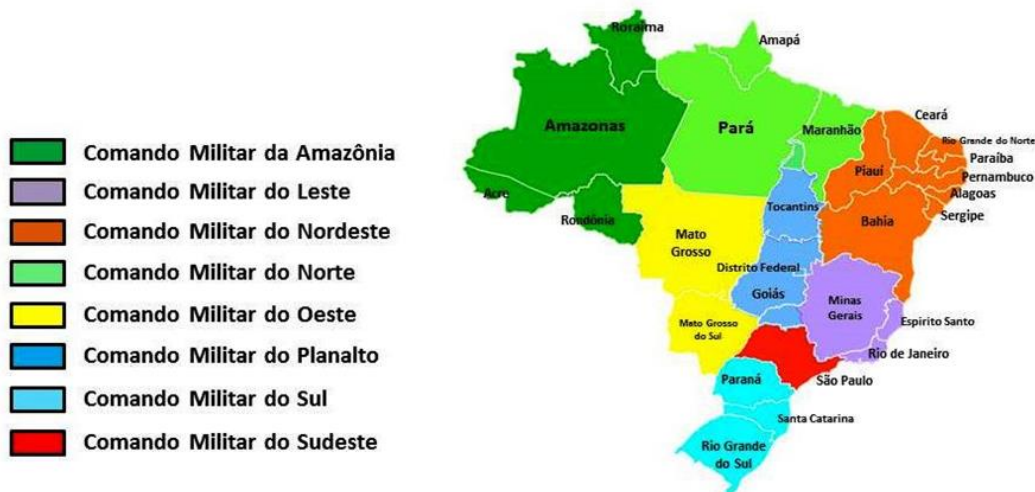 Comando Militar da Amazônia
Comando Militar do Leste
Comando Militar do Nordeste
Comando Militar do Norte
Comando Militar do Oeste
Comando Militar do Planalto
Comando Militar do Sul
Comando Militar do Sudeste
Roraima
Amapá
Amazonas
Pará
Maranhão
Ceará
Rio Grande do Norte
Paraíba
Pernambuco
Piauí
Alagoas
Sergipe
Acre
Rondônia
Tocantins
Bahia
Mato
Grosso
Distrito Federal
Goiás
Minas
Gerais
Espirito Santo
Mato Grosso
do Sul
Rio de Janeiro
São Paulo
Paraná
Santa Catarina
Rio Grande
do Sul